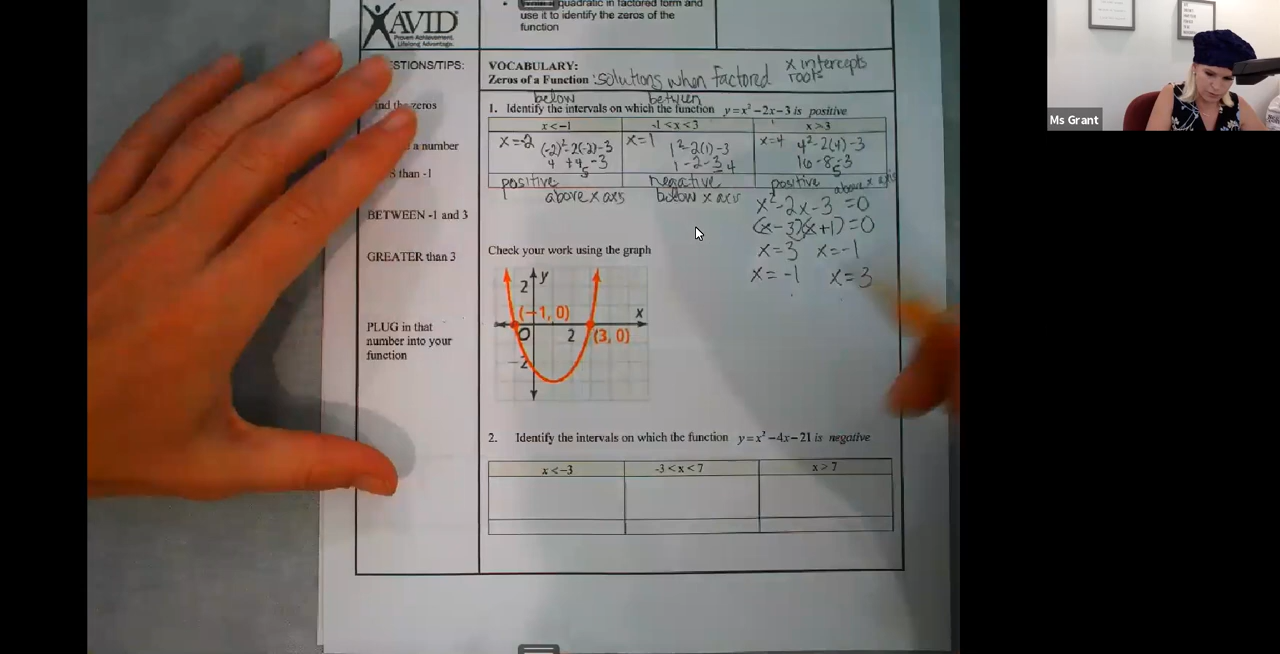 Write a quadratic in factored form and
use it to identify the zeros of the
function
AVID
Proven Achievement.
Lifelong Advantage.
STIONS/TIPS:
VOCABULARY:
Zeros of a Function: solutions when factored
x intercepts
roots
ind the zeros
a number
s than -1
BETWEEN -1 and 3
GREATER than 3
PLUG in that
number into your
function
below between
1. Identify the intervals on which the function y = x² - 2x - 3 is positive
x < -1 -1 < x < 3 x > 3
x=-2 (-2)²-2(-2)-3 x=1 1²-2(1)-3 x=4 4²-2(4)-3
4 +4 -3 1-2-3 -4 16-8-3
5 5
positive negative positive above x axis
above x axis below x axis
x²-2x-3=0
(x-3)(x+1)=0
x=3 x=-1
x=-1 x=3
Check your work using the graph
2 y
(−1, 0) x
O 2 (3, 0)
−2
2. Identify the intervals on which the function y = x² - 4x - 21 is negative
x < -3 -3 < x < 7 x > 7
Ms Grant